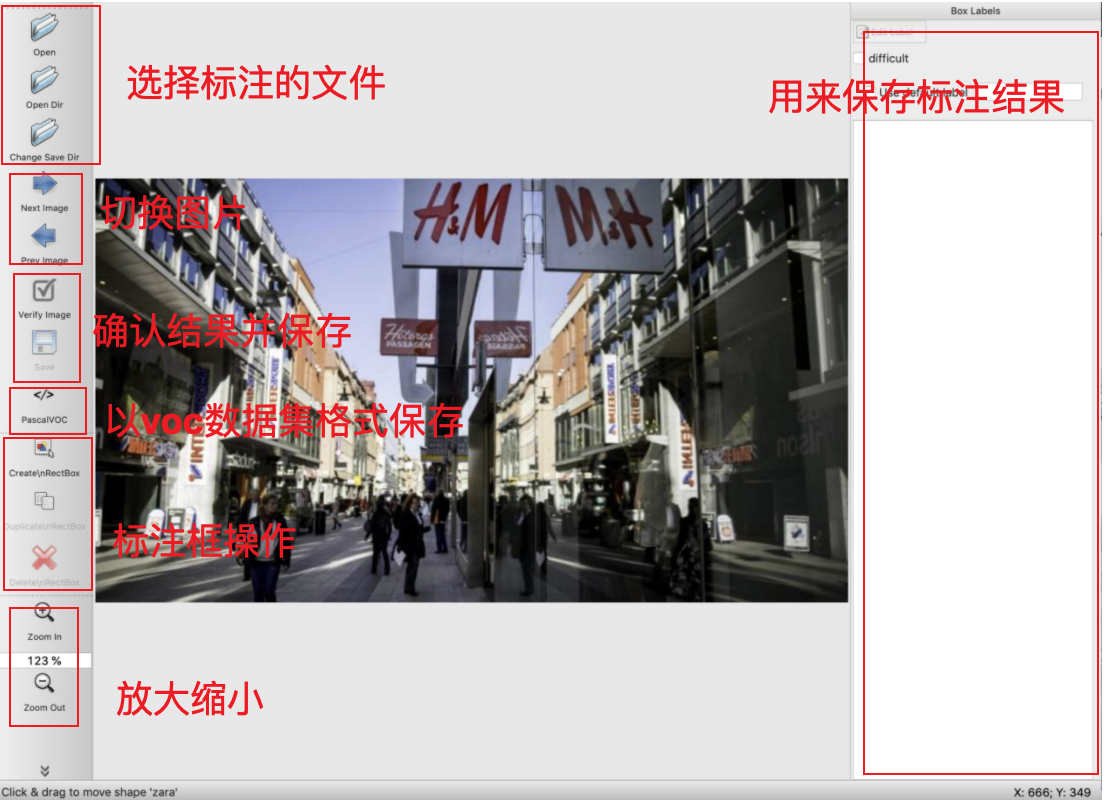 Box Labels
Open
Open Dir
Change Save Dir
选择标注的文件
Edit Label
difficult
Use default label
用来保存标注结果
Next Image
Prev Image
切换图片
H&M
H&M
PASSAGEN
Verify Image
Save
确认结果并保存
</>
PascalVOC
以voc数据集格式保存
Create\nRectBox
Duplicate\nRectBox
Delete\nRectBox
标注框操作
Zoom In
123 %
Zoom Out
放大缩小
Click & drag to move shape 'zara'
X: 666; Y: 349